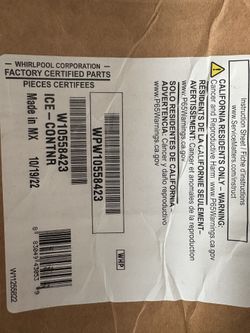 WHIRLPOOL CORPORATION
FACTORY CERTIFIED PARTS
PIECES CERTIFEES
W10558423
ICE-CONTNR
Made in MX 10/19/22
WPW10558423
WHP
W11255622
Instruction Sheet / Fiche d'instructions
www.ServiceMatters.com/instruct
CALIFORNIA RESIDENTS ONLY - WARNING:
Cancer and Reproductive Harm
www.P65Warnings.ca.gov
RÉSIDENTS DE LA CALIFORNIE SEULEMENT-
AVERTISSEMENT: Cancer et anomalies de la reproduction
www.P65Warnings.ca.gov
SOLO RESIDENTES DE CALIFORNIA -
ADVERTENCIA: Cáncer y daño reproductivo
www.P65Warnings.ca.gov